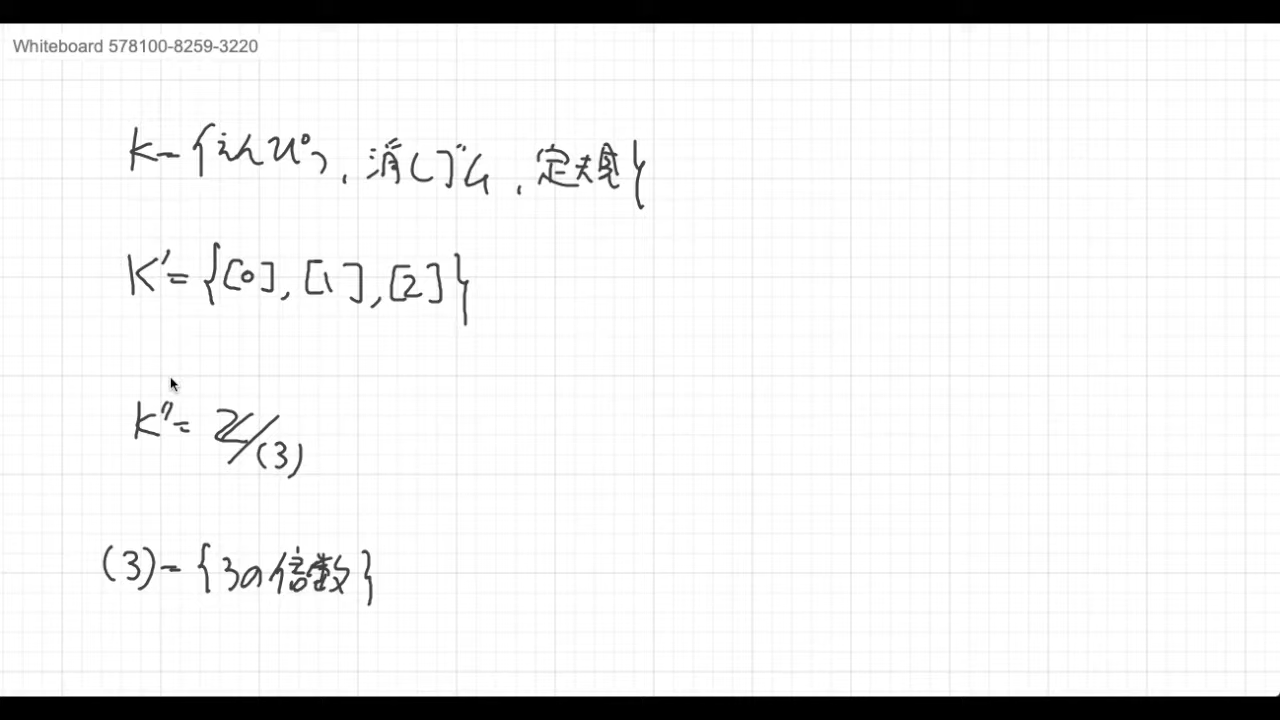 Whiteboard 578100-8259-3220
K={えんぴつ, 消しゴム, 定規}
K'={[0], [1], [2]}
K''=ℤ/(3)
(3)={3の倍数}